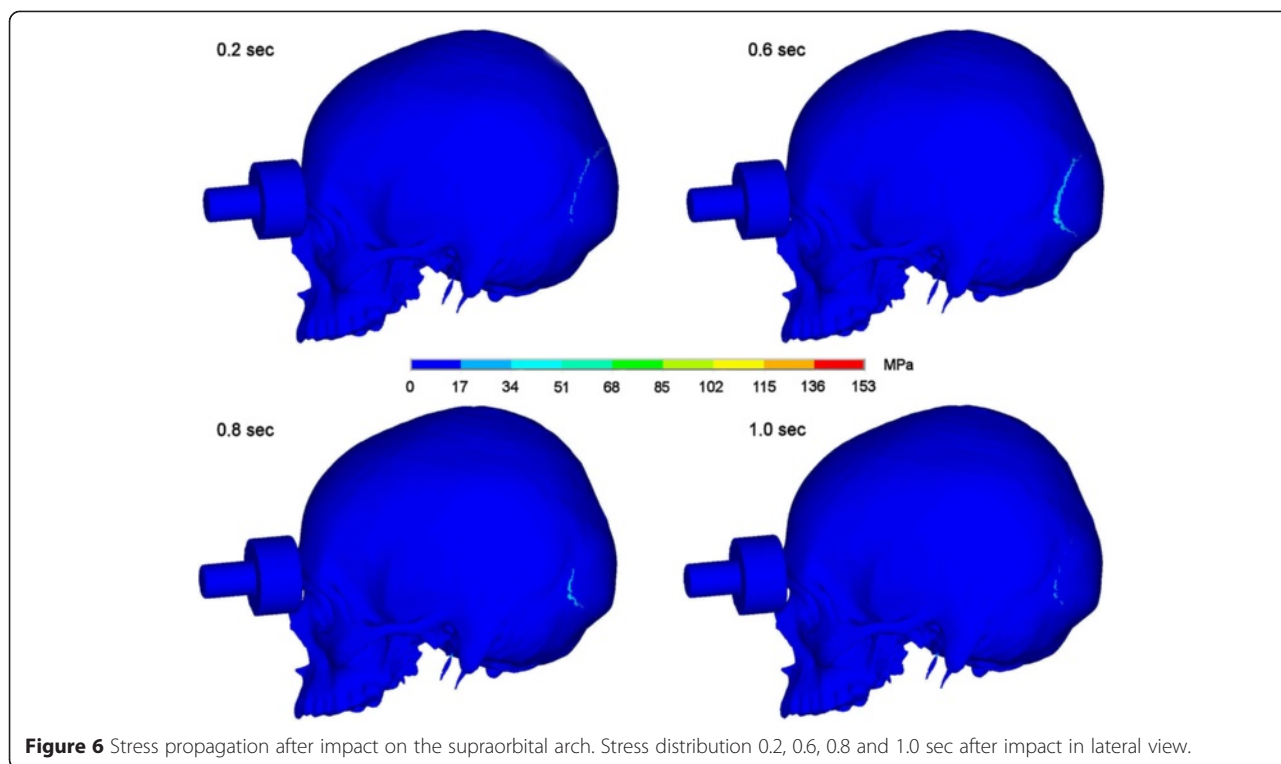 0.2 sec
0.6 sec
MPa
0 17 34 51 68 85 102 115 136 153
0.8 sec
1.0 sec
Figure 6 Stress propagation after impact on the supraorbital arch. Stress distribution 0.2, 0.6, 0.8 and 1.0 sec after impact in lateral view.